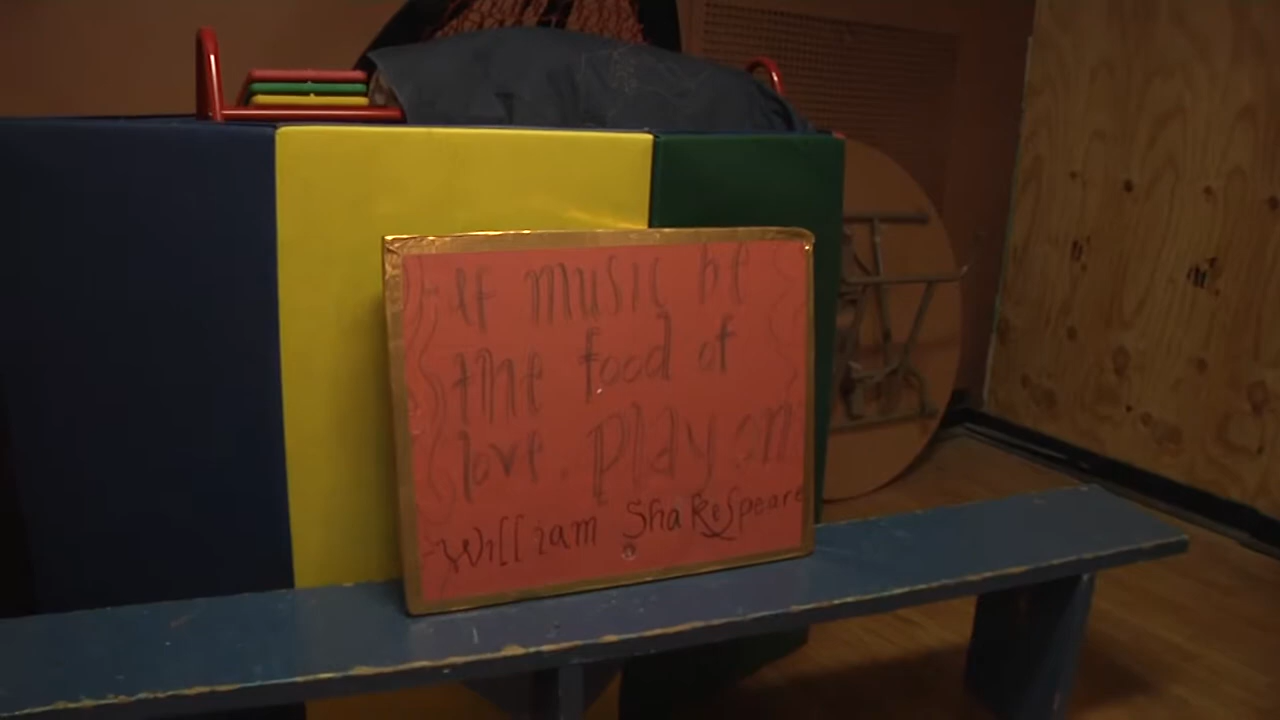 If music be
the food of
love. Play on
William Shakespeare